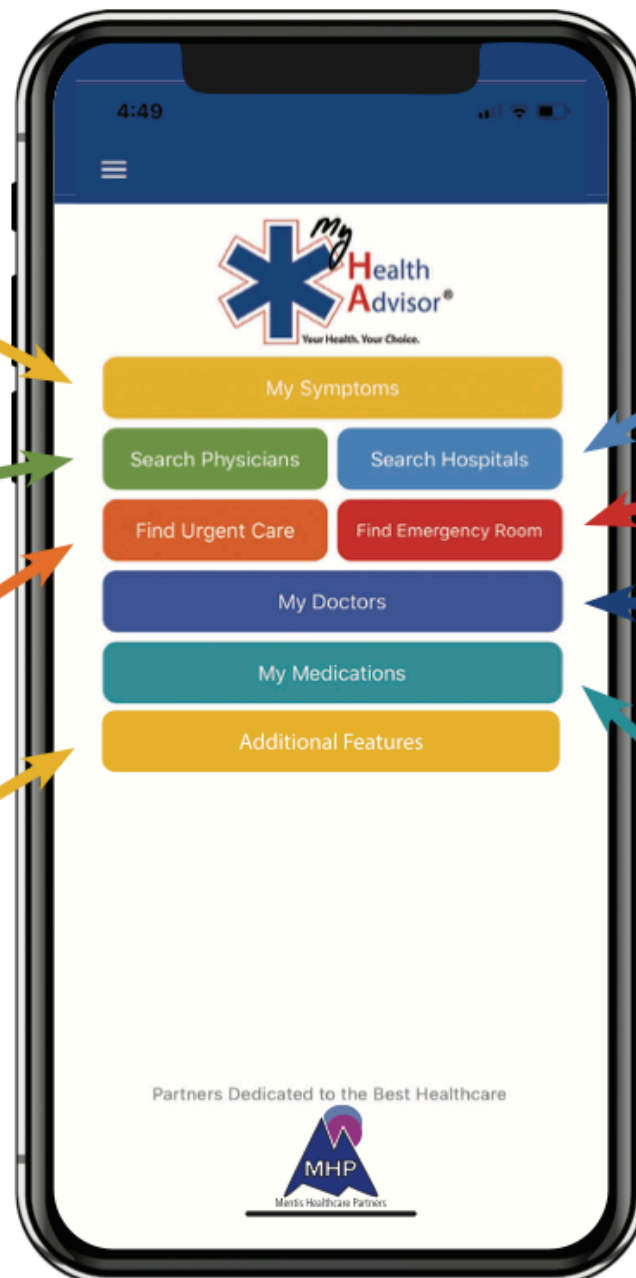 4:49
My
Health
Advisor®
Your Health. Your Choice.
My Symptoms
Search Physicians
Search Hospitals
Find Urgent Care
Find Emergency Room
My Doctors
My Medications
Additional Features
Partners Dedicated to the Best Healthcare
MHP
Mentis Healthcare Partners